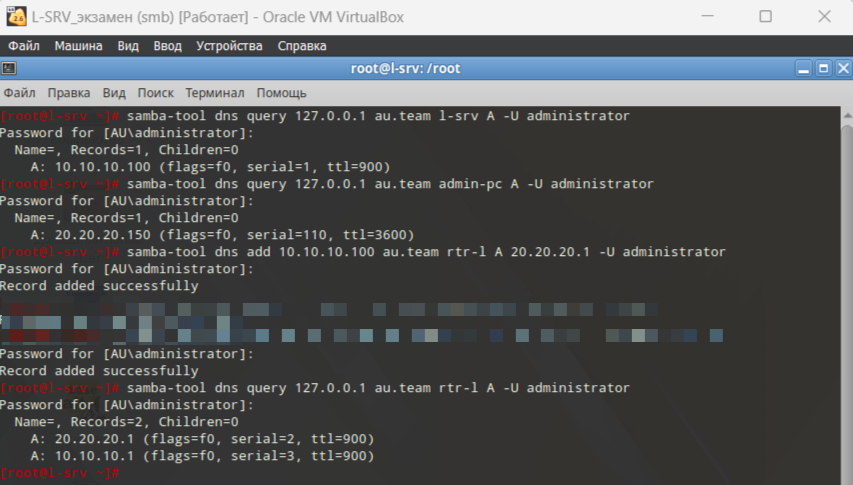 L-SRV_экзамен (smb) [Работает] - Oracle VM VirtualBox
Файл Машина Вид Ввод Устройства Справка
root@l-srv: /root
Файл Правка Вид Поиск Терминал Помощь
[root@l-srv ~]# samba-tool dns query 127.0.0.1 au.team l-srv A -U administrator
Password for [AU\administrator]:
Name=, Records=1, Children=0
A: 10.10.10.100 (flags=f0, serial=1, ttl=900)
[root@l-srv ~]# samba-tool dns query 127.0.0.1 au.team admin-pc A -U administrator
Password for [AU\administrator]:
Name=, Records=1, Children=0
A: 20.20.20.150 (flags=f0, serial=110, ttl=3600)
[root@l-srv ~]# samba-tool dns add 10.10.10.100 au.team rtr-l A 20.20.20.1 -U administrator
Password for [AU\administrator]:
Record added successfully
Password for [AU\administrator]:
Record added successfully
[root@l-srv ~]# samba-tool dns query 127.0.0.1 au.team rtr-l A -U administrator
Password for [AU\administrator]:
Name=, Records=2, Children=0
A: 20.20.20.1 (flags=f0, serial=2, ttl=900)
A: 10.10.10.1 (flags=f0, serial=3, ttl=900)
[root@l-srv ~]#